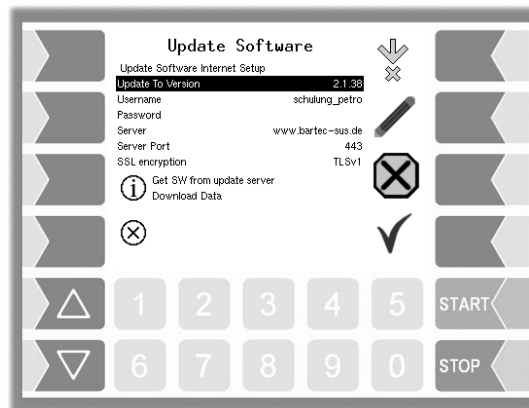 Update Software
Update Software Internet Setup
Update To Version 2.1.38
Username schulung_petro
Password
Server www.bartec-sus.de
Server Port 443
SSL encryption TLSv1
Get SW from update server
Download Data
1 2 3 4 5 START
6 7 8 9 0 STOP